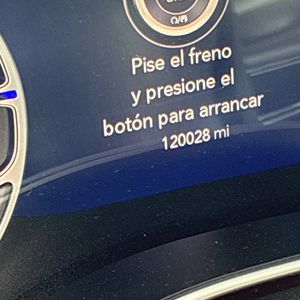 Pise el freno
y presione el
botón para arrancar
120028 mi